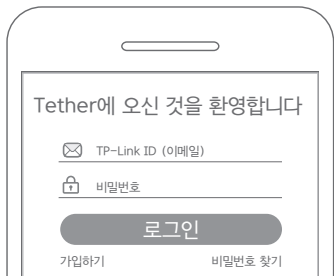 Tether에 오신 것을 환영합니다
TP-Link ID (이메일)
비밀번호
로그인
가입하기 비밀번호 찾기